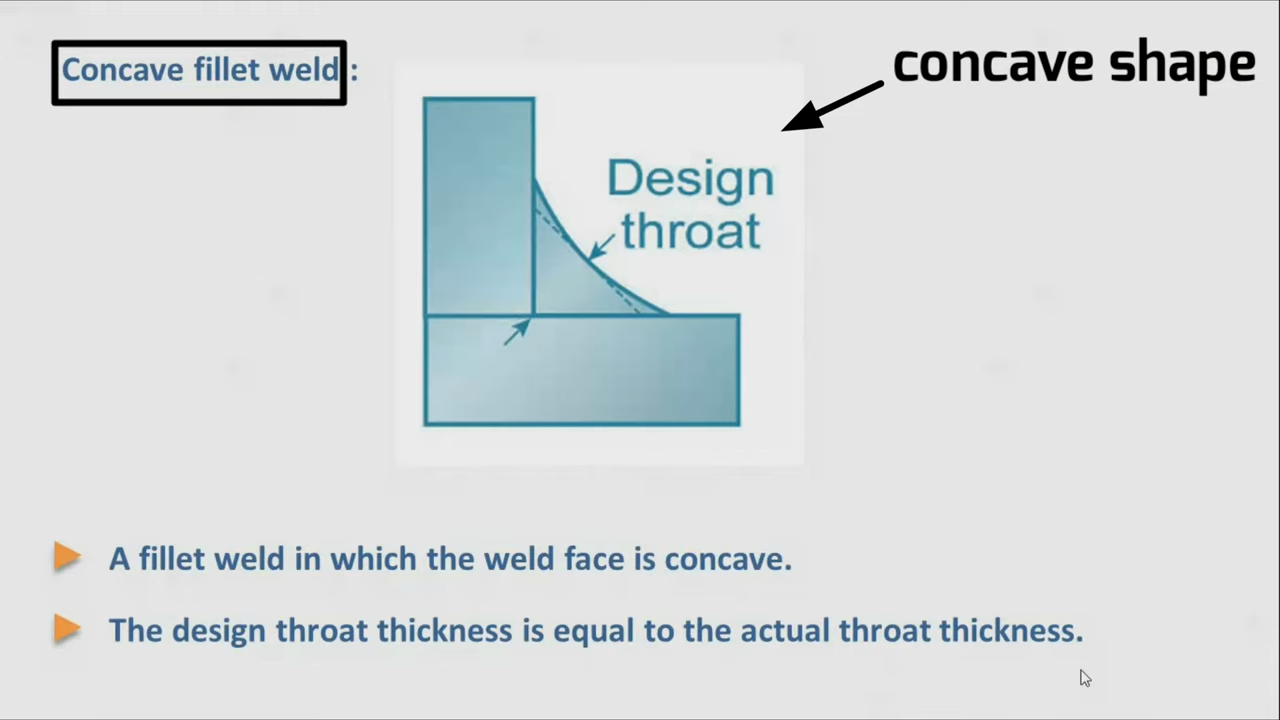 Concave fillet weld :
concave shape
Design
throat
A fillet weld in which the weld face is concave.
The design throat thickness is equal to the actual throat thickness.